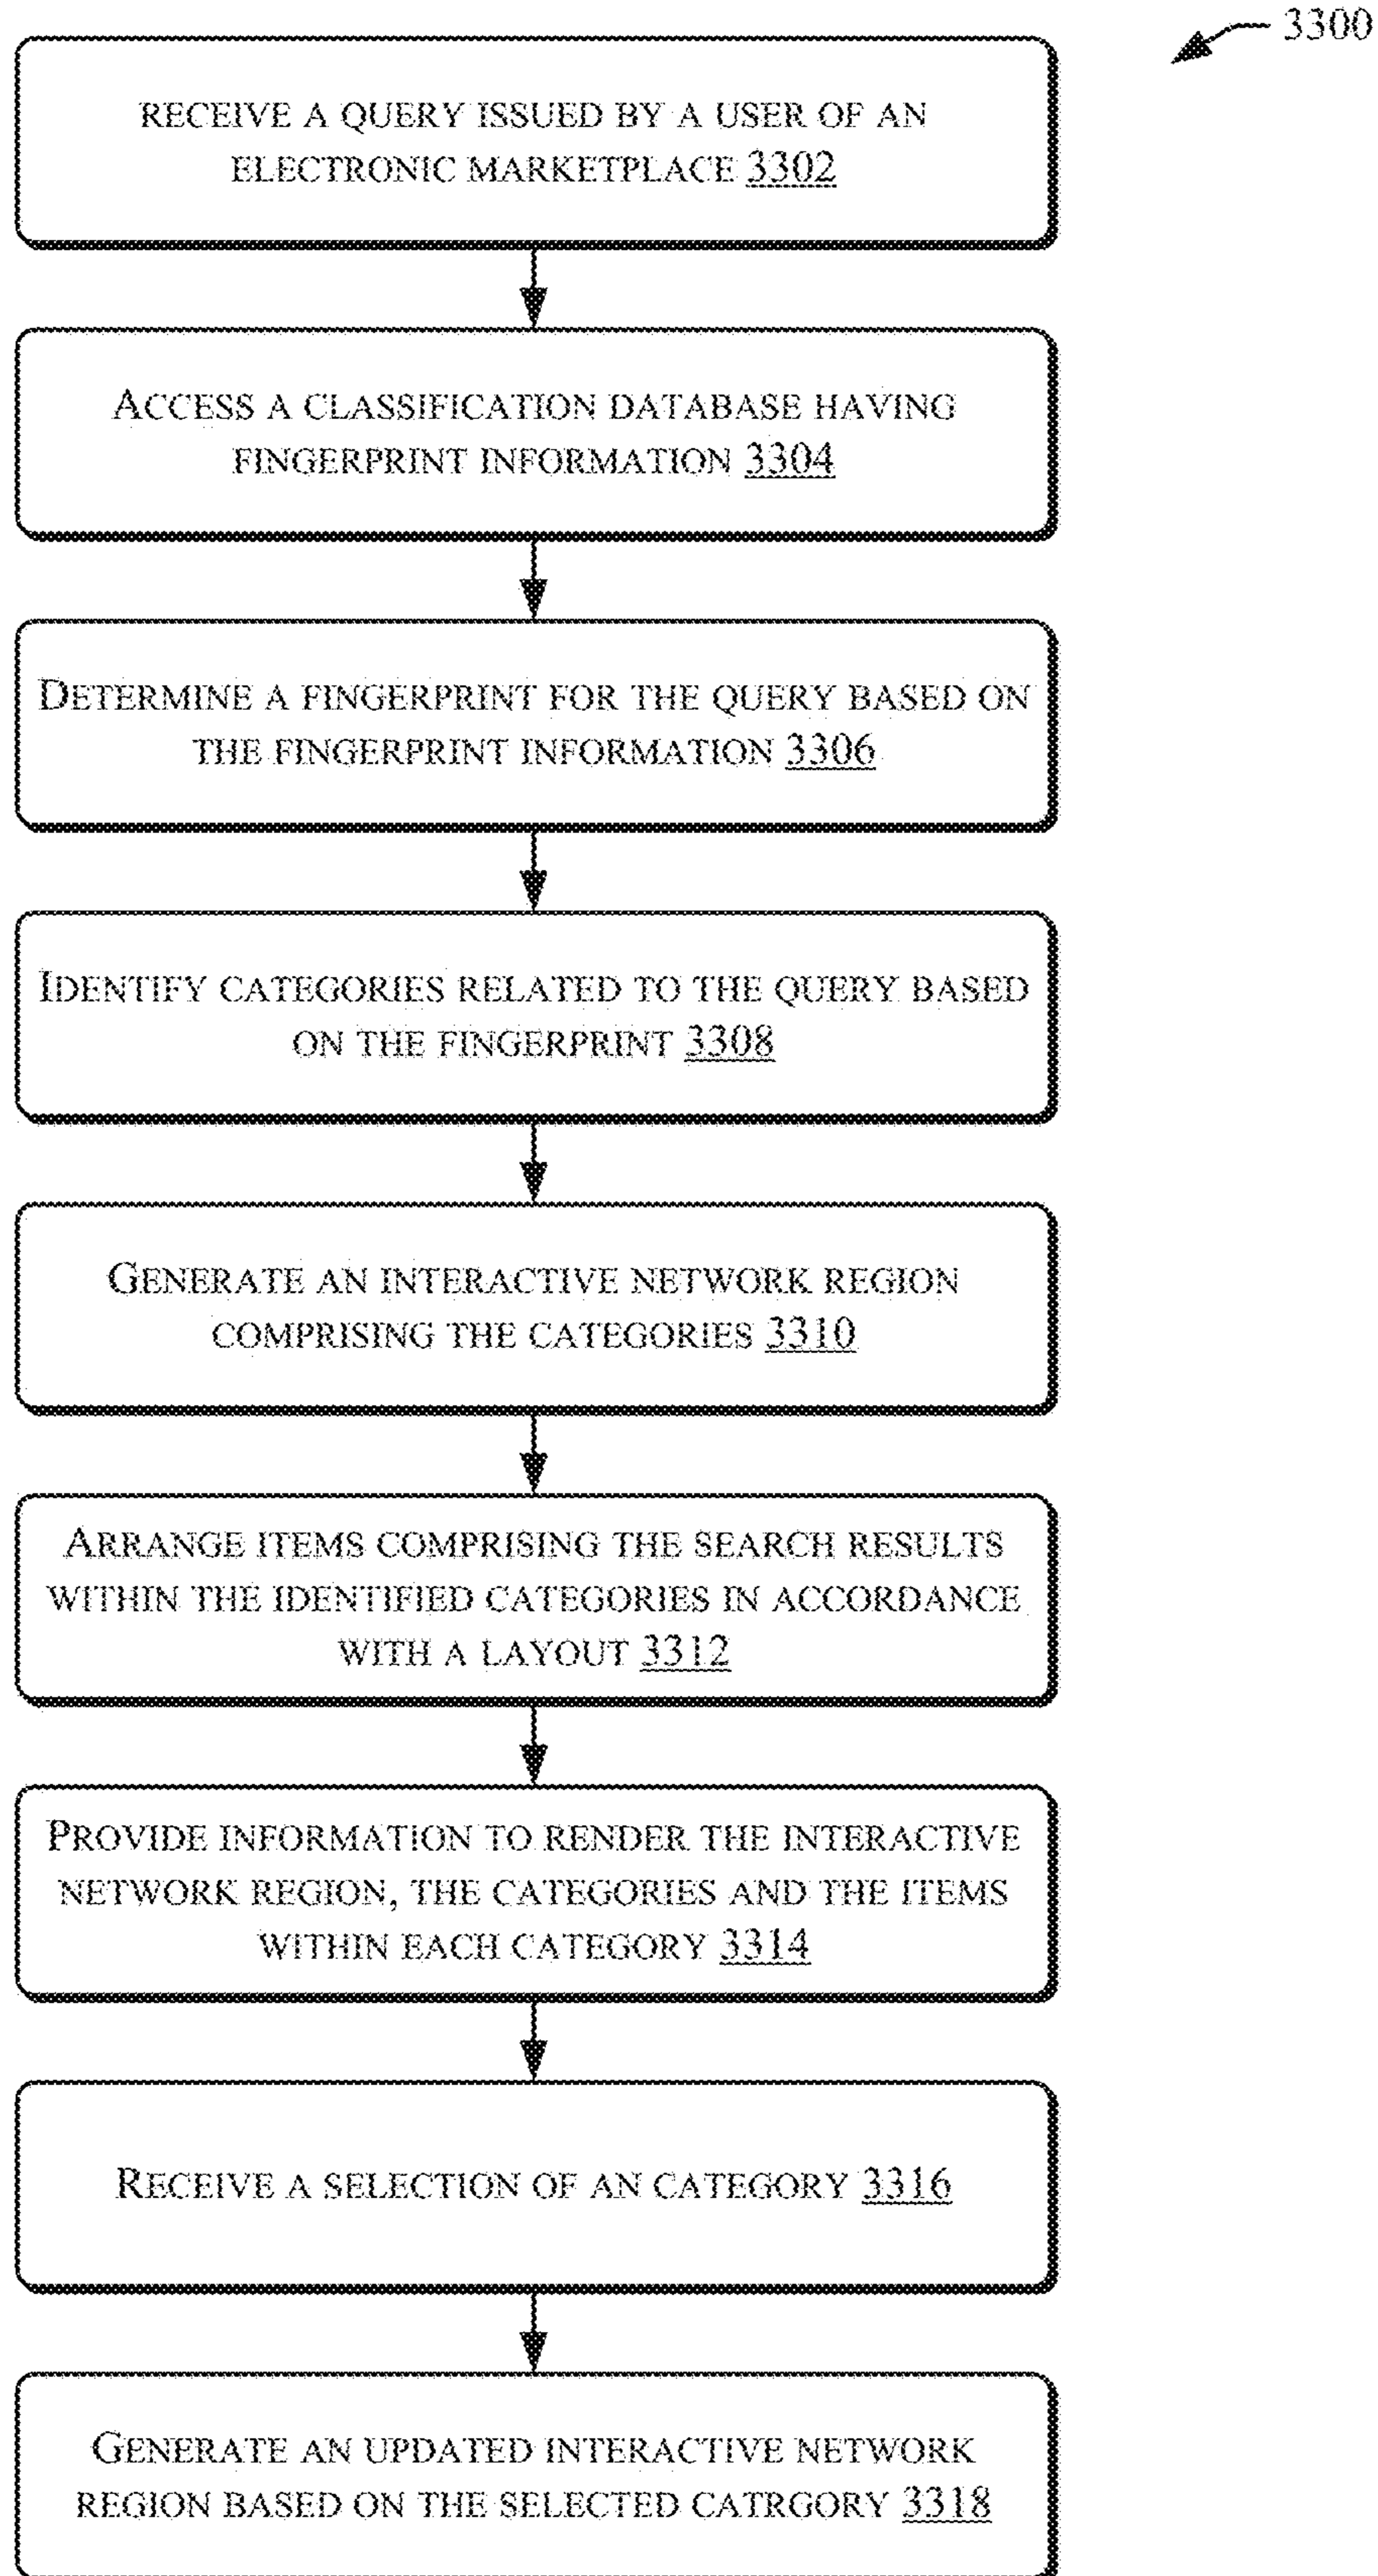 3300
RECEIVE A QUERY ISSUED BY A USER OF AN
ELECTRONIC MARKETPLACE 3302
ACCESS A CLASSIFICATION DATABASE HAVING
FINGERPRINT INFORMATION 3304
DETERMINE A FINGERPRINT FOR THE QUERY BASED ON
THE FINGERPRINT INFORMATION 3306
IDENTIFY CATEGORIES RELATED TO THE QUERY BASED
ON THE FINGERPRINT 3308
GENERATE AN INTERACTIVE NETWORK REGION
COMPRISING THE CATEGORIES 3310
ARRANGE ITEMS COMPRISING THE SEARCH RESULTS
WITHIN THE IDENTIFIED CATEGORIES IN ACCORDANCE
WITH A LAYOUT 3312
PROVIDE INFORMATION TO RENDER THE INTERACTIVE
NETWORK REGION, THE CATEGORIES AND THE ITEMS
WITHIN EACH CATEGORY 3314
RECEIVE A SELECTION OF AN CATEGORY 3316
GENERATE AN UPDATED INTERACTIVE NETWORK
REGION BASED ON THE SELECTED CATRGORY 3318